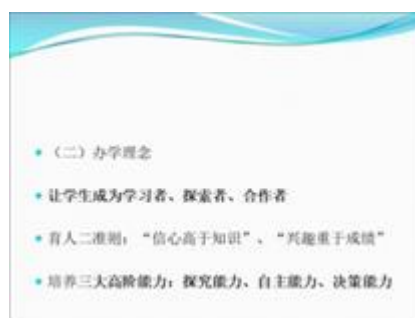 （二）办学理念
让学生成为学习者、探索者、合作者
育人二准则：“信心高于知识”、“兴趣重于成绩”
培养三大高阶能力：探究能力、自主能力、决策能力